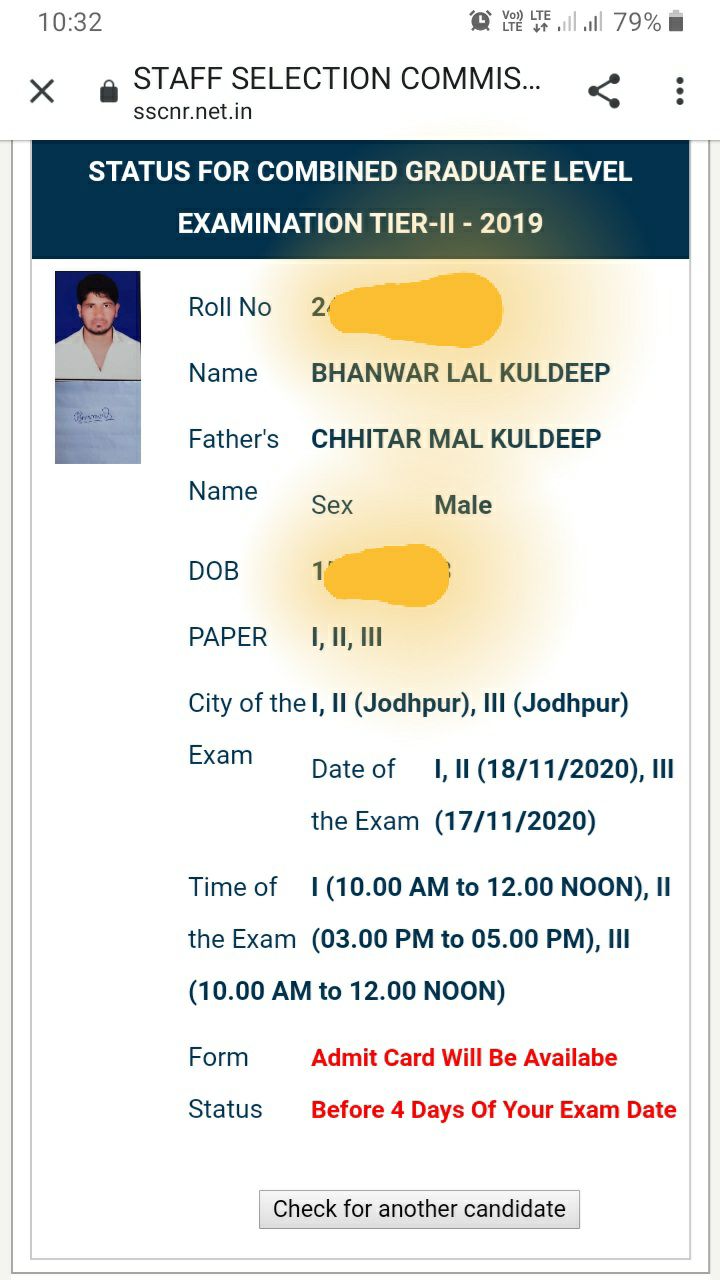 10:32 Vo)) LTE LTE 79%
STAFF SELECTION COMMIS...
sscnr.net.in
STATUS FOR COMBINED GRADUATE LEVEL
EXAMINATION TIER-II - 2019
Roll No 2
Name BHANWAR LAL KULDEEP
Father's CHHITAR MAL KULDEEP
Name
Sex Male
DOB 1
PAPER I, II, III
City of the I, II (Jodhpur), III (Jodhpur)
Exam
Date of I, II (18/11/2020), III
the Exam (17/11/2020)
Time of I (10.00 AM to 12.00 NOON), II
the Exam (03.00 PM to 05.00 PM), III
(10.00 AM to 12.00 NOON)
Form Admit Card Will Be Availabe
Status Before 4 Days Of Your Exam Date
Check for another candidate